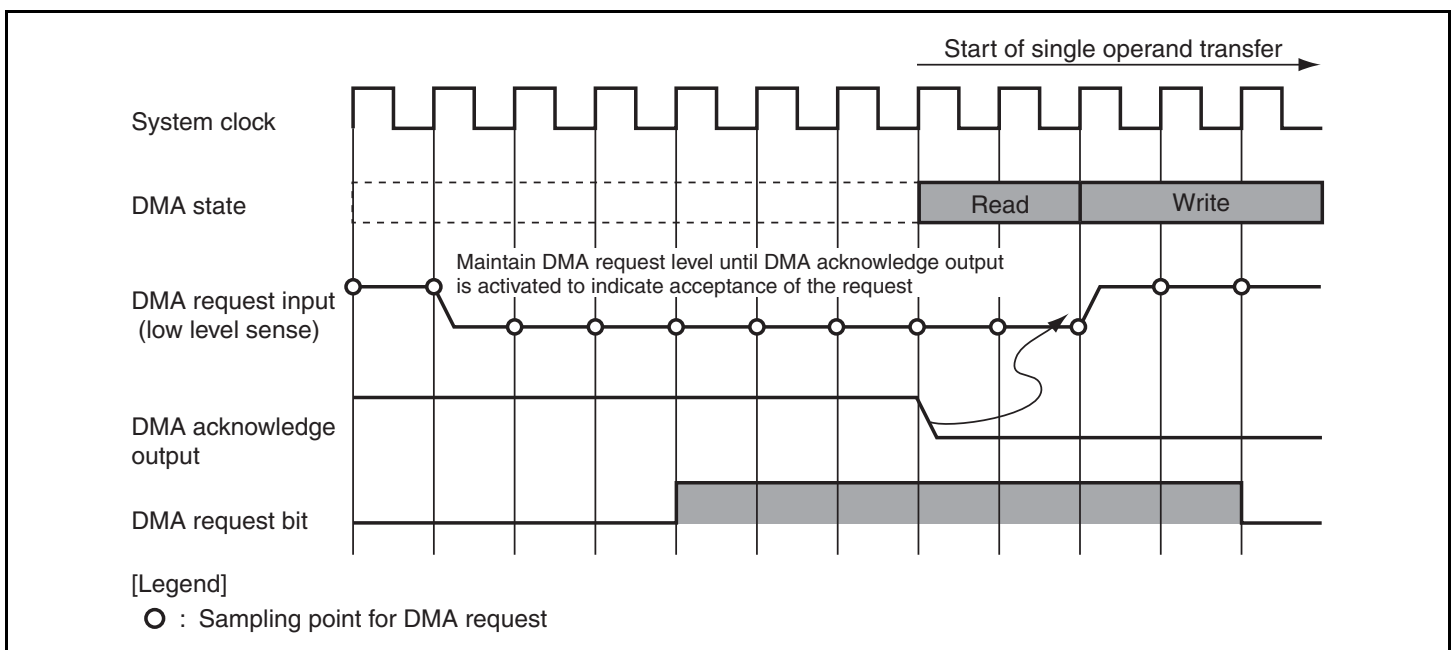 Start of single operand transfer
System clock
DMA state
Read
Write
Maintain DMA request level until DMA acknowledge output
is activated to indicate acceptance of the request
DMA request input
(low level sense)
DMA acknowledge
output
DMA request bit
[Legend]
: Sampling point for DMA request